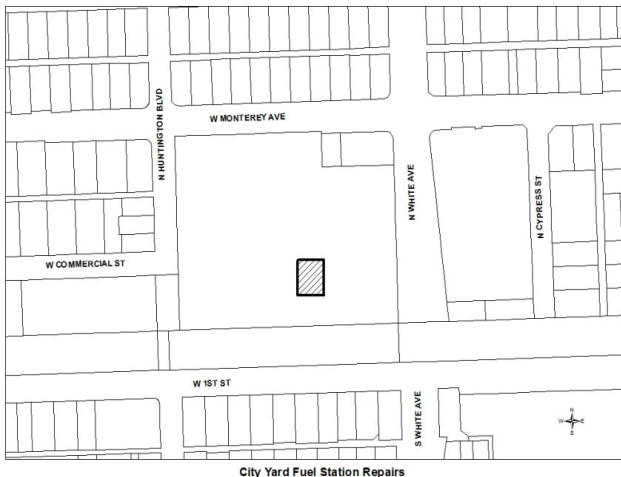 W MONTEREY AVE
N HUNTINGTON BLVD
N WHITE AVE
N CYPRESS ST
W COMMERCIAL ST
W 1ST ST
S WHITE AVE
N
W E
S
City Yard Fuel Station Repairs